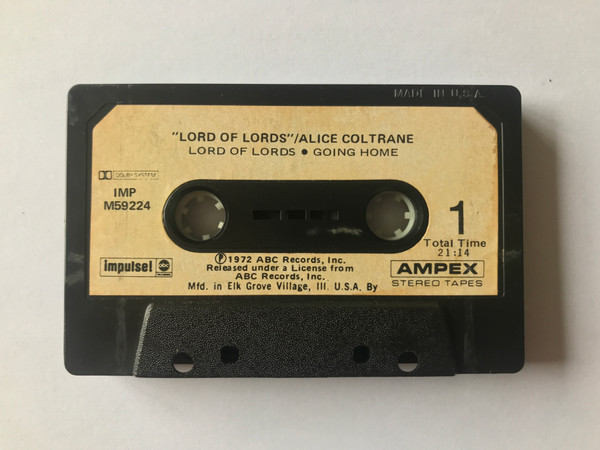 MADE IN U.S.A.
"LORD OF LORDS"/ALICE COLTRANE
LORD OF LORDS ● GOING HOME
DOLBY SYSTEM
IMP
M59224
1
Total Time
21:14
impulse! abc
Ⓟ1972 ABC Records, Inc.
Released under a License from
ABC Records, Inc.
Mfd. in Elk Grove Village, Ill. U.S.A. By
AMPEX
STEREO TAPES